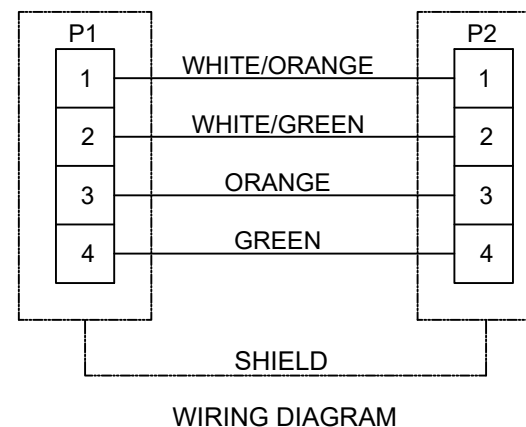 P1 P2
1 WHITE/ORANGE 1
2 WHITE/GREEN 2
3 ORANGE 3
4 GREEN 4
SHIELD
WIRING DIAGRAM